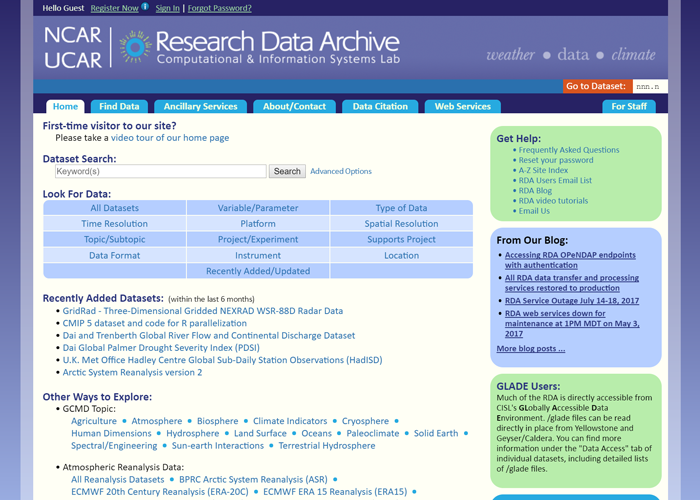 Hello Guest Register Now Sign In | Forgot Password?
NCAR
UCAR
Research Data Archive
Computational & Information Systems Lab
weather • data • climate
Go to Dataset: nnn.n
Home Find Data Ancillary Services About/Contact Data Citation Web Services For Staff
First-time visitor to our site?
Please take a video tour of our home page
Dataset Search:
Keyword(s) Search Advanced Options
Look For Data:
All Datasets Variable/Parameter Type of Data
Time Resolution Platform Spatial Resolution
Topic/Subtopic Project/Experiment Supports Project
Data Format Instrument Location
Recently Added/Updated
Recently Added Datasets: (within the last 6 months)
• GridRad - Three-Dimensional Gridded NEXRAD WSR-88D Radar Data
• CMIP 5 dataset and code for R parallelization
• Dai and Trenberth Global River Flow and Continental Discharge Dataset
• Dai Global Palmer Drought Severity Index (PDSI)
• U.K. Met Office Hadley Centre Global Sub-Daily Station Observations (HadISD)
• Arctic System Reanalysis version 2
Other Ways to Explore:
• GCMD Topic:
Agriculture • Atmosphere • Biosphere • Climate Indicators • Cryosphere •
Human Dimensions • Hydrosphere • Land Surface • Oceans • Paleoclimate • Solid Earth •
Spectral/Engineering • Sun-earth Interactions • Terrestrial Hydrosphere
• Atmospheric Reanalysis Data:
All Reanalysis Datasets • BPRC Arctic System Reanalysis (ASR) •
ECMWF 20th Century Reanalysis (ERA-20C) • ECMWF ERA 15 Reanalysis (ERA15) •
Get Help:
• Frequently Asked Questions
• Reset your password
• A-Z Site Index
• RDA Users Email List
• RDA Blog
• RDA video tutorials
• Email Us
From Our Blog:
• Accessing RDA OPeNDAP endpoints
with authentication
• All RDA data transfer and processing
services restored to production
• RDA Service Outage July 14-18, 2017
• RDA web services down for
maintenance at 1PM MDT on May 3,
2017
More blog posts ...
GLADE Users:
Much of the RDA is directly accessible from
CISL's GLobally Accessible Data
Environment. /glade files can be read
directly in place from Yellowstone and
Geyser/Caldera. You can find more
information under the "Data Access" tab of
individual datasets, including detailed lists
of /glade files.